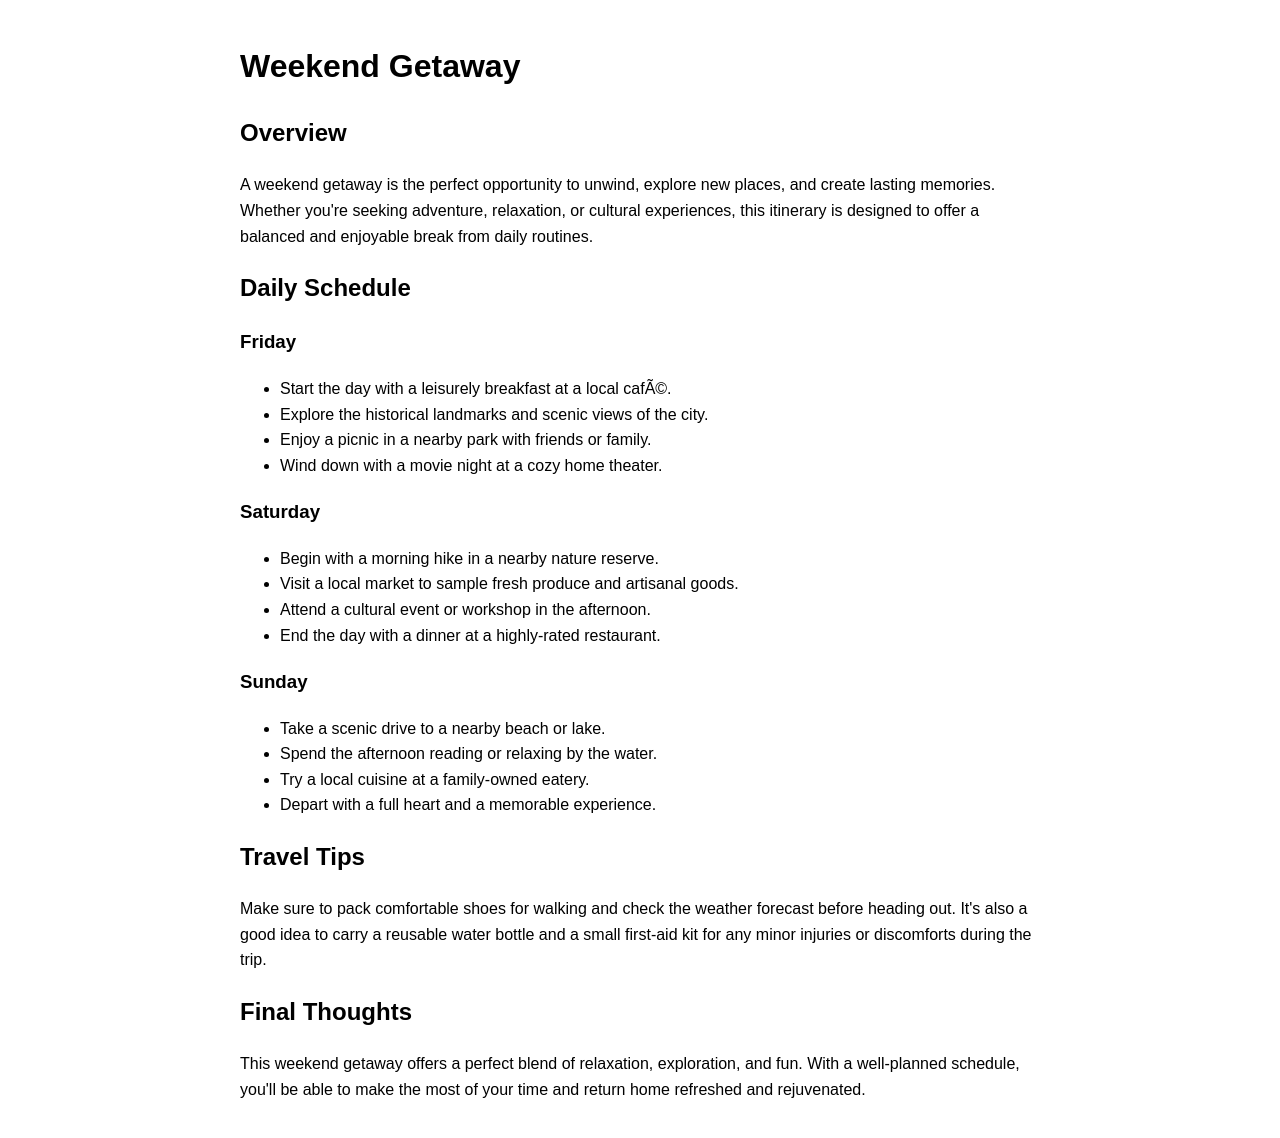 Weekend Getaway
Overview
A weekend getaway is the perfect opportunity to unwind, explore new places, and create lasting memories.
Whether you're seeking adventure, relaxation, or cultural experiences, this itinerary is designed to offer a
balanced and enjoyable break from daily routines.
Daily Schedule
Friday
• Start the day with a leisurely breakfast at a local cafÃ©.
• Explore the historical landmarks and scenic views of the city.
• Enjoy a picnic in a nearby park with friends or family.
• Wind down with a movie night at a cozy home theater.
Saturday
• Begin with a morning hike in a nearby nature reserve.
• Visit a local market to sample fresh produce and artisanal goods.
• Attend a cultural event or workshop in the afternoon.
• End the day with a dinner at a highly-rated restaurant.
Sunday
• Take a scenic drive to a nearby beach or lake.
• Spend the afternoon reading or relaxing by the water.
• Try a local cuisine at a family-owned eatery.
• Depart with a full heart and a memorable experience.
Travel Tips
Make sure to pack comfortable shoes for walking and check the weather forecast before heading out. It's also a
good idea to carry a reusable water bottle and a small first-aid kit for any minor injuries or discomforts during the
trip.
Final Thoughts
This weekend getaway offers a perfect blend of relaxation, exploration, and fun. With a well-planned schedule,
you'll be able to make the most of your time and return home refreshed and rejuvenated.